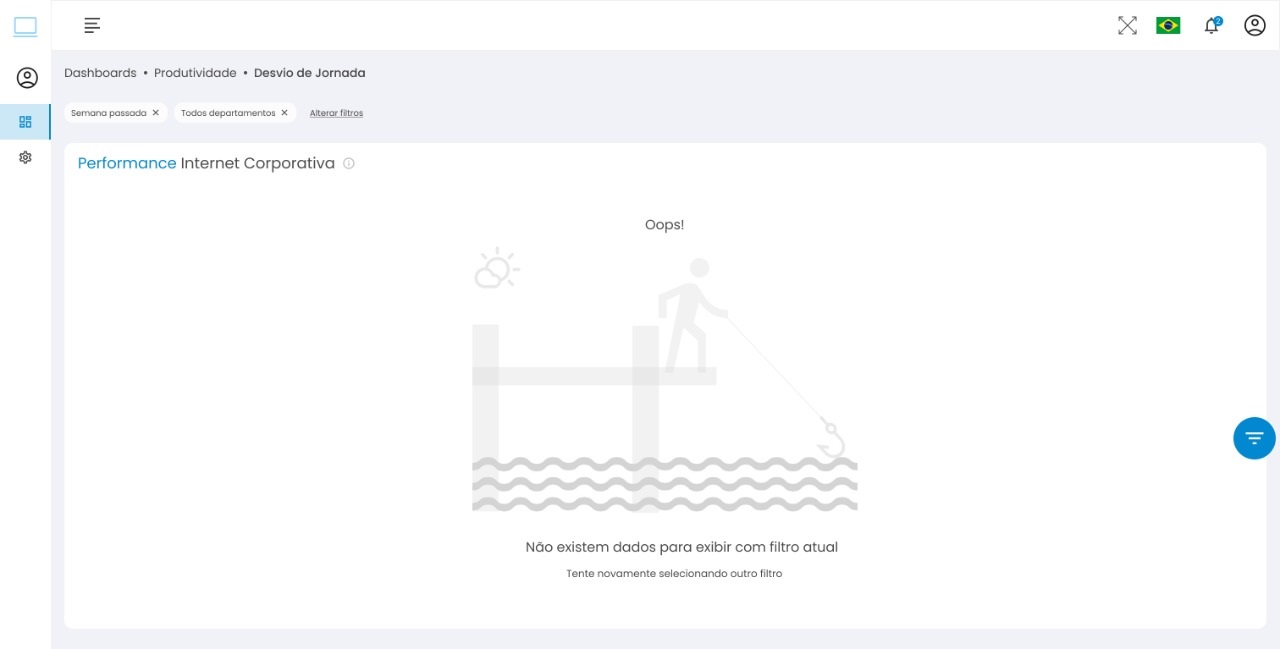 2
Dashboards • Produtividade • Desvio de Jornada
Semana passada ✕ Todos departamentos ✕ Alterar filtros
Performance Internet Corporativa
Oops!
Não existem dados para exibir com filtro atual
Tente novamente selecionando outro filtro